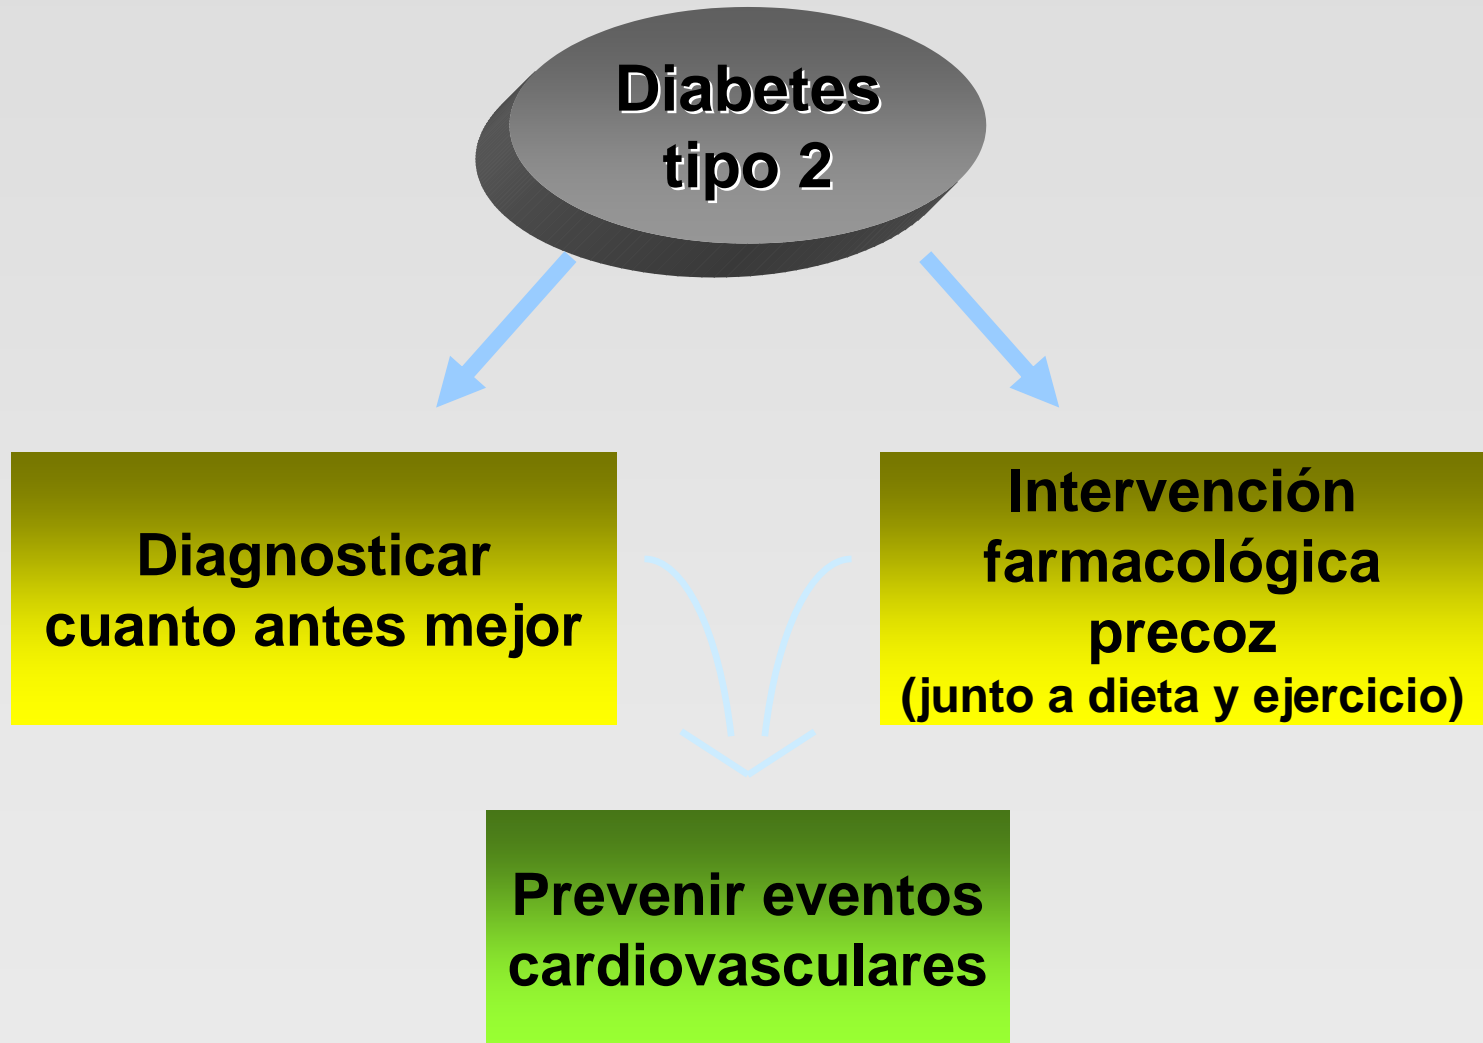 Diabetes
tipo 2
Diagnosticar
cuanto antes mejor
Intervención
farmacológica
precoz
(junto a dieta y ejercicio)
Prevenir eventos
cardiovasculares